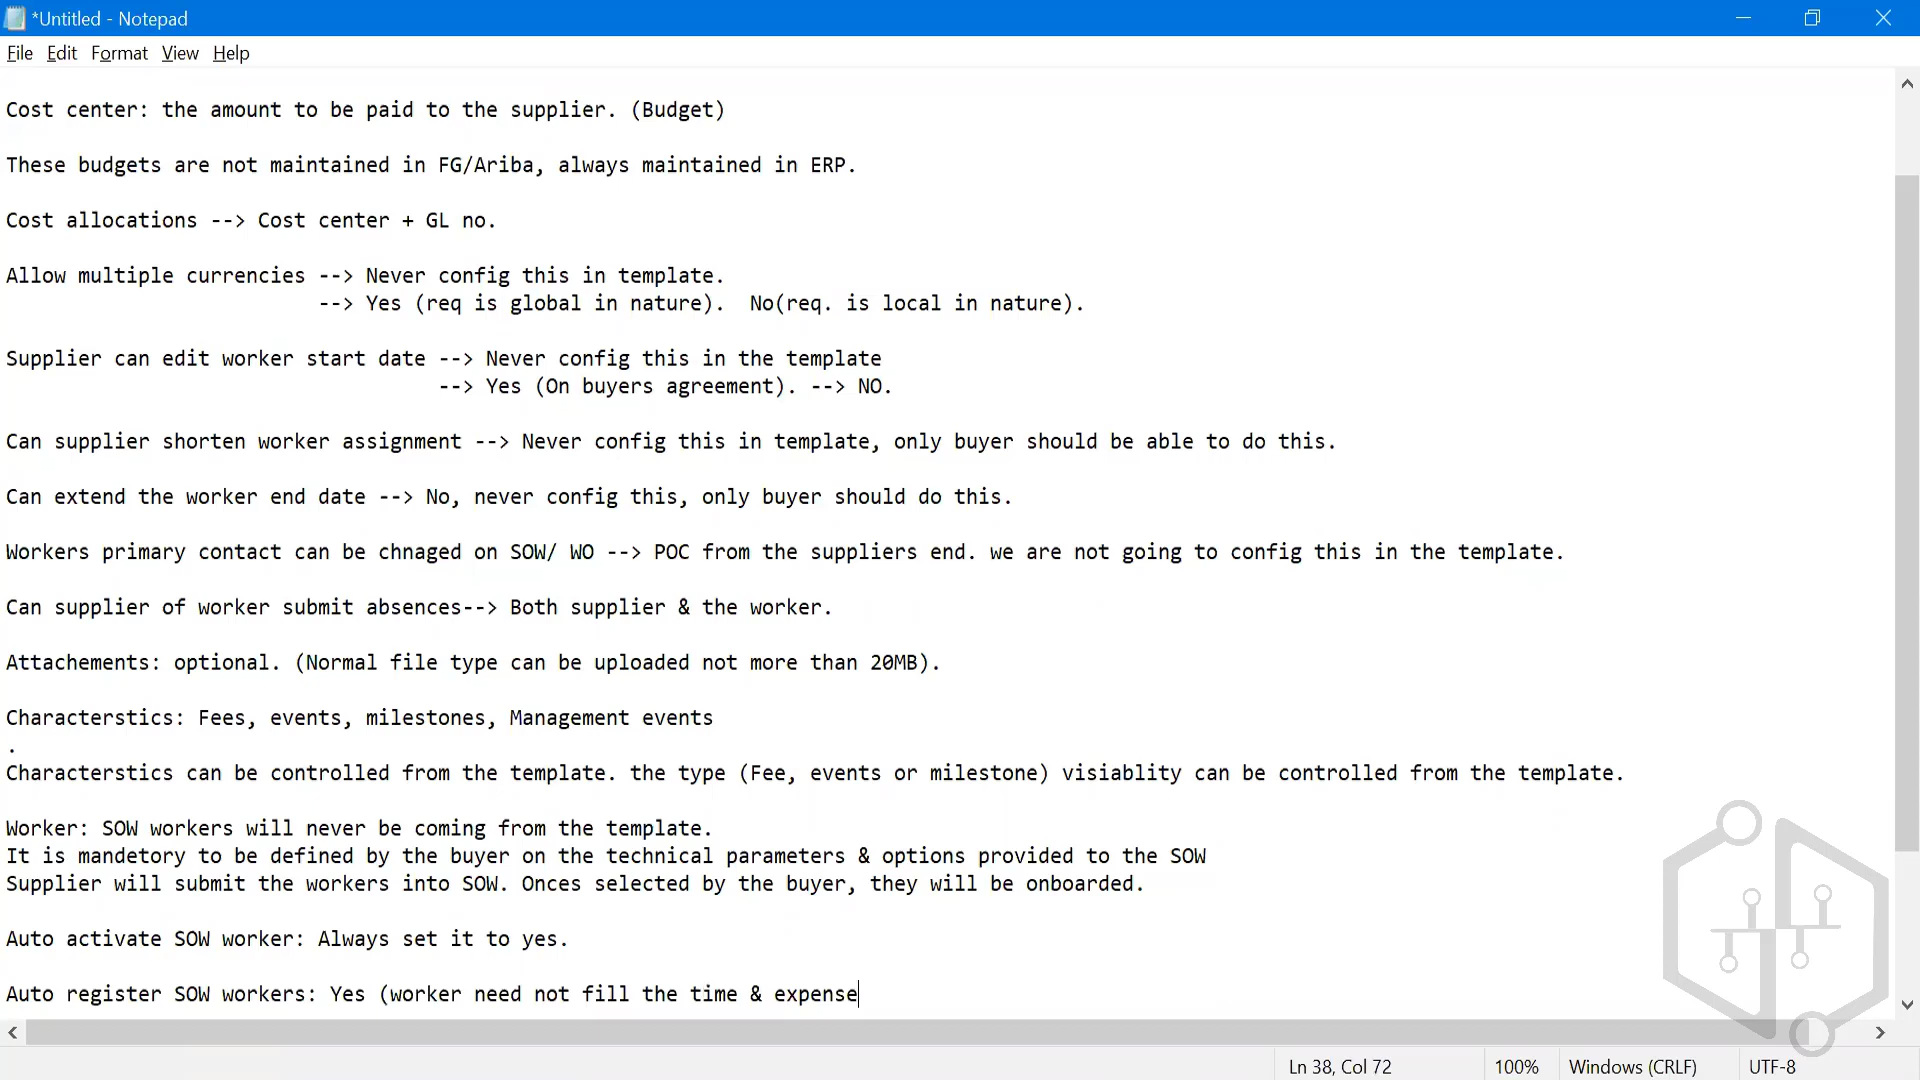 *Untitled - Notepad
File Edit Format View Help
Cost center: the amount to be paid to the supplier. (Budget)
These budgets are not maintained in FG/Ariba, always maintained in ERP.
Cost allocations --> Cost center + GL no.
Allow multiple currencies --> Never config this in template.
--> Yes (req is global in nature).  No(req. is local in nature).
Supplier can edit worker start date --> Never config this in the template
--> Yes (On buyers agreement). --> NO.
Can supplier shorten worker assignment --> Never config this in template, only buyer should be able to do this.
Can extend the worker end date --> No, never config this, only buyer should do this.
Workers primary contact can be chnaged on SOW/ WO --> POC from the suppliers end. we are not going to config this in the template.
Can supplier of worker submit absences--> Both supplier & the worker.
Attachements: optional. (Normal file type can be uploaded not more than 20MB).
Characterstics: Fees, events, milestones, Management events
.
Characterstics can be controlled from the template. the type (Fee, events or milestone) visiablity can be controlled from the template.
Worker: SOW workers will never be coming from the template.
It is mandetory to be defined by the buyer on the technical parameters & options provided to the SOW
Supplier will submit the workers into SOW. Onces selected by the buyer, they will be onboarded.
Auto activate SOW worker: Always set it to yes.
Auto register SOW workers: Yes (worker need not fill the time & expense
Ln 38, Col 72 100% Windows (CRLF) UTF-8